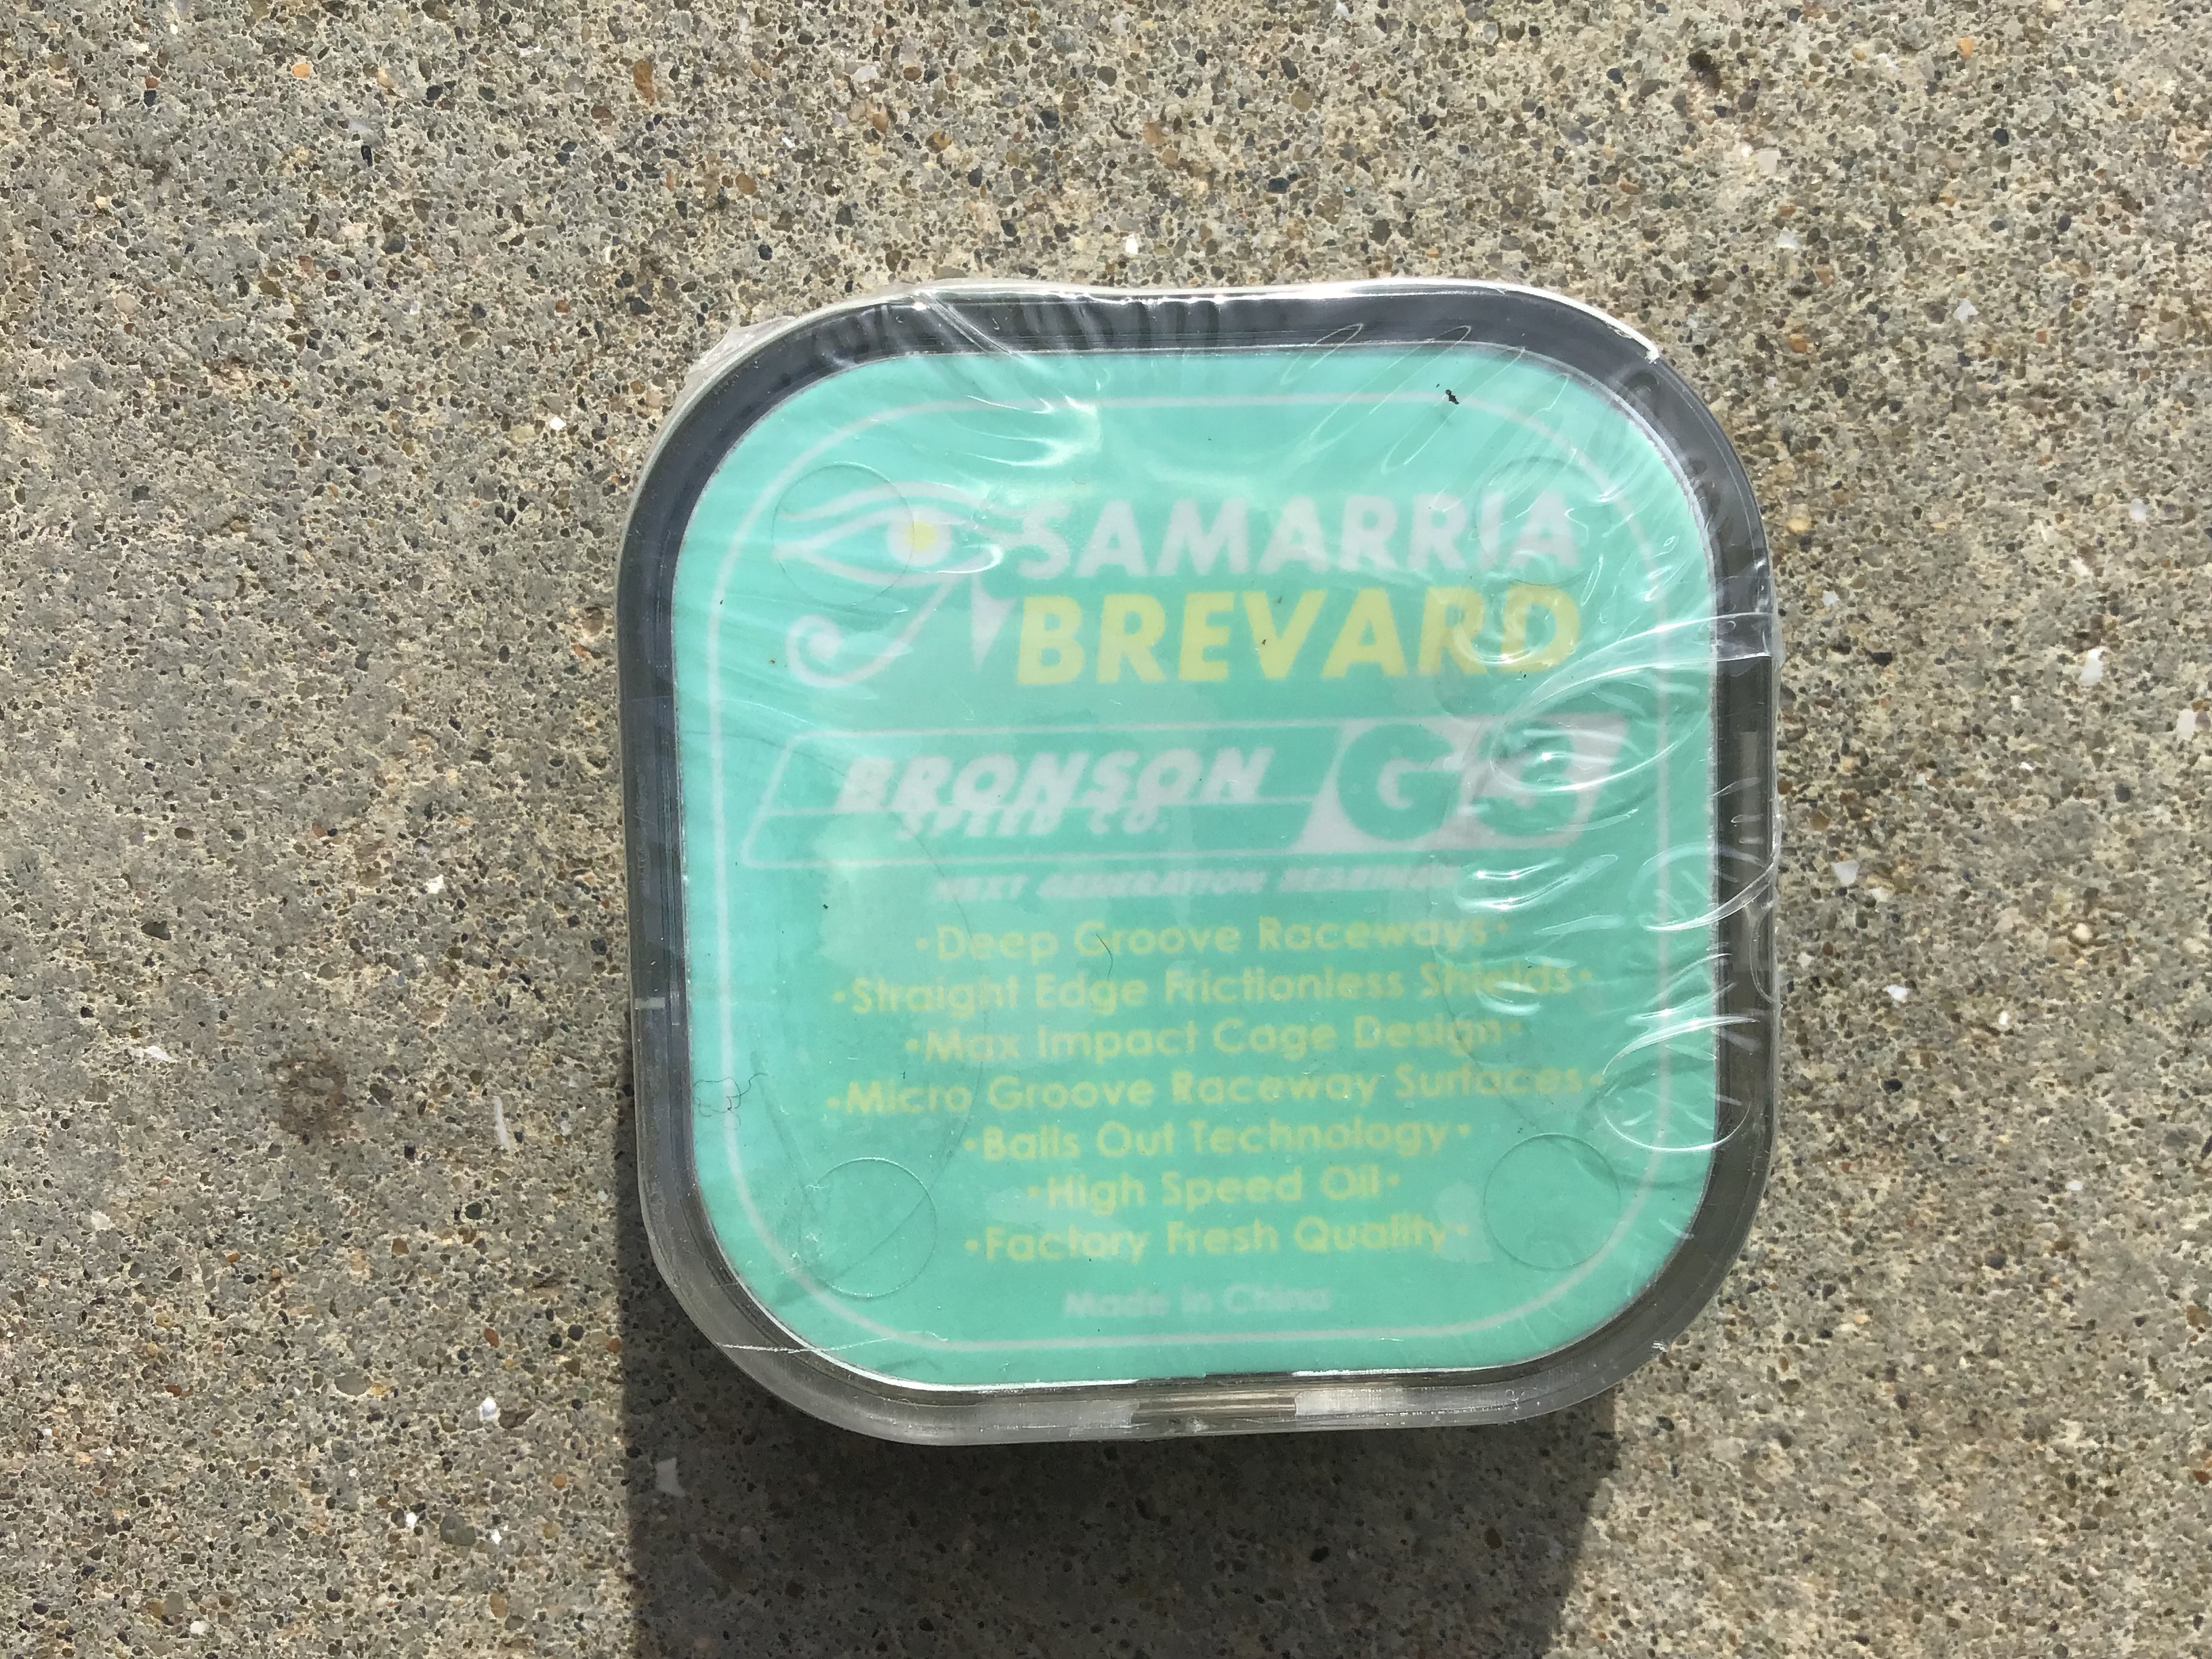 SAMARRIA
BREVARD
BRONSON
SPEED CO.
G3
NEXT GENERATION BEARINGS
•Deep Groove Raceways•
•Straight Edge Frictionless Shields•
•Max Impact Cage Design•
•Micro Groove Raceway Surfaces•
•Balls Out Technology•
•High Speed Oil•
•Factory Fresh Quality•
Made in China